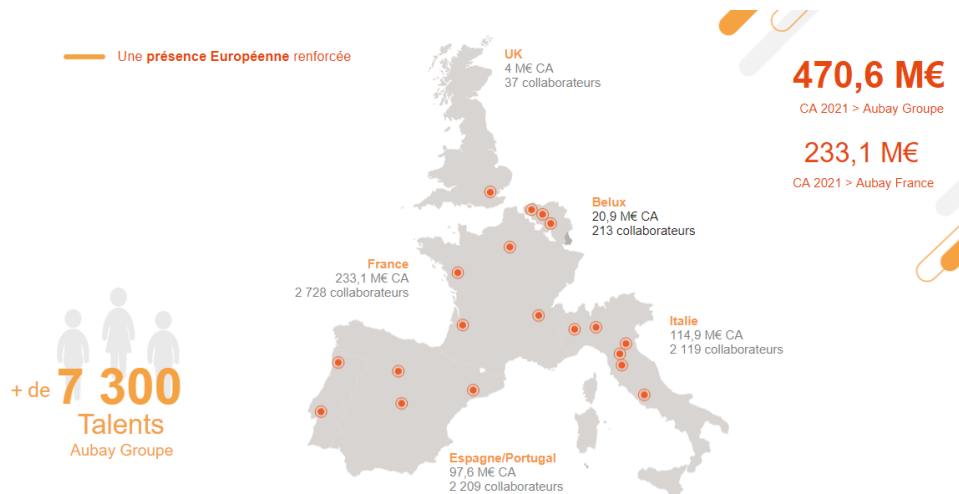 Une présence Européenne renforcée
UK
4 M€ CA
37 collaborateurs
470,6 M€
CA 2021 > Aubay Groupe
233,1 M€
CA 2021 > Aubay France
Belux
20,9 M€ CA
213 collaborateurs
France
233,1 M€ CA
2 728 collaborateurs
Italie
114,9 M€ CA
2 119 collaborateurs
+ de 7 300
Talents
Aubay Groupe
Espagne/Portugal
97,6 M€ CA
2 209 collaborateurs